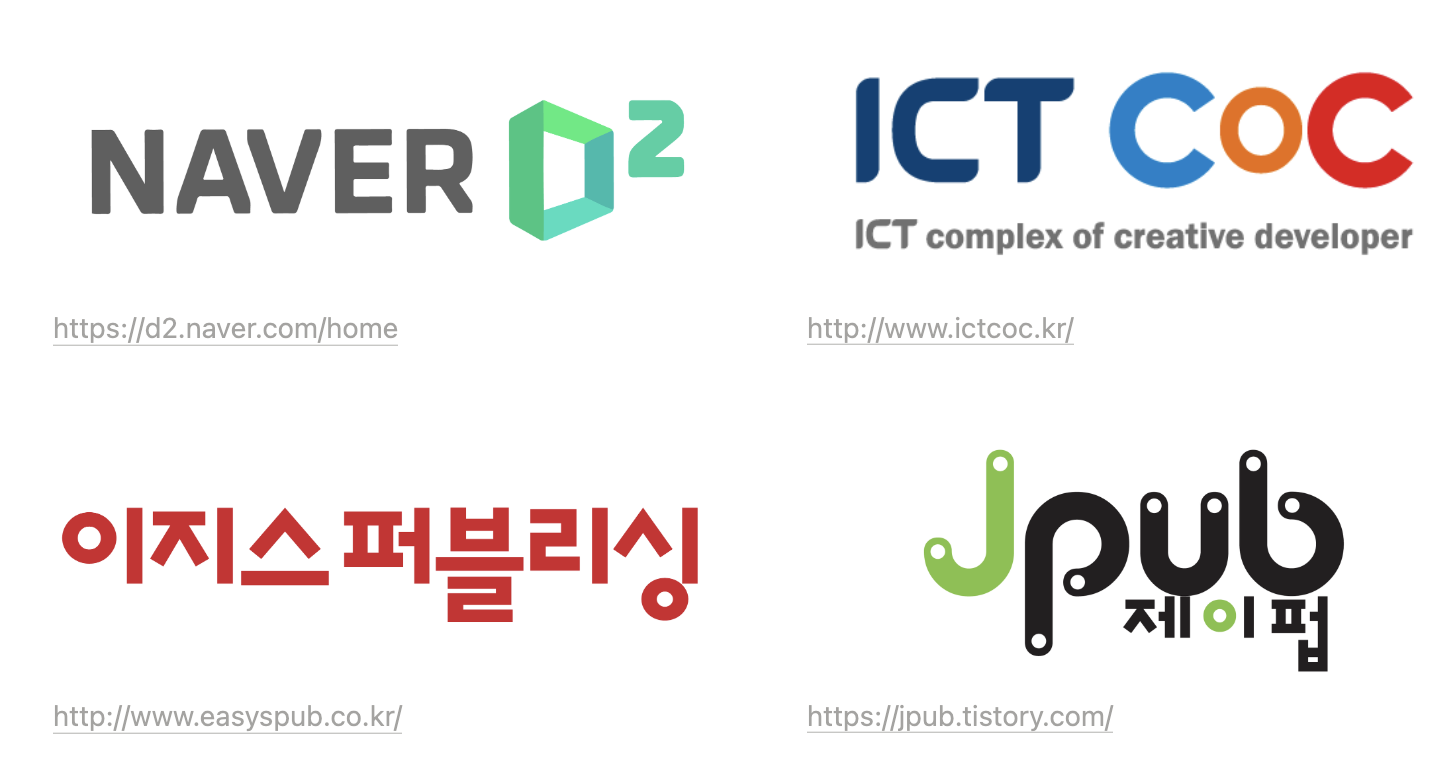 NAVER D2
ICT CoC
ICT complex of creative developer
https://d2.naver.com/home
http://www.ictcoc.kr/
이지스퍼블리싱
Jpub
제이펍
http://www.easyspub.co.kr/
https://jpub.tistory.com/